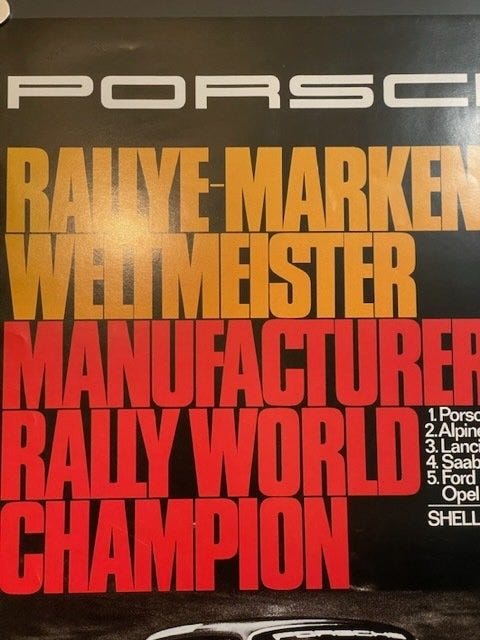 PORSC
RALLYE-MARKEN
WELTMEISTER
MANUFACTURER
RALLY WORLD
CHAMPION
1. Porsc
2. Alpine
3. Lanci
4. Saab
5. Ford
Opel
SHELL
PORSCHE